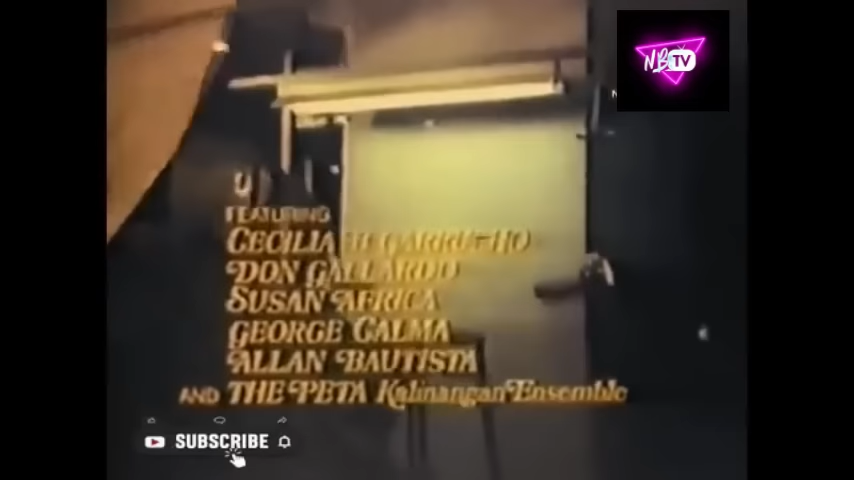 NB TV
FEATURING
CECILIA B GARRUCHO
DON GALLARDO
SUSAN AFRICA
GEORGE CALMA
ALLAN BAUTISTA
AND THE PETA Kalinangan Ensemble
SUBSCRIBE